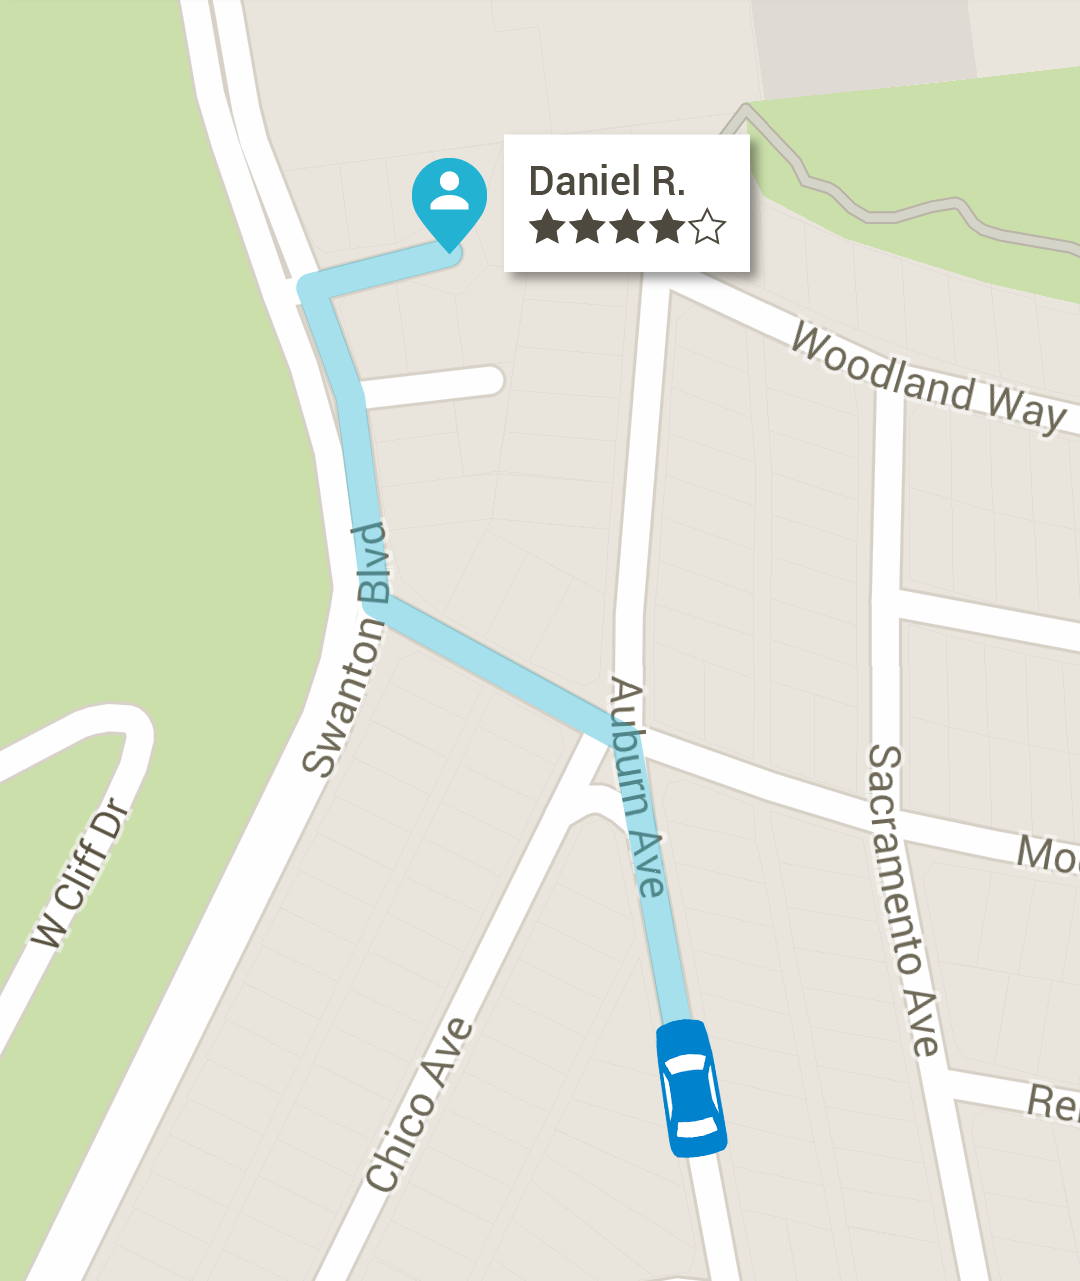 Daniel R.
Woodland Way
Swanton Blvd
Auburn Ave
Sacramento Ave
W Cliff Dr
Chico Ave